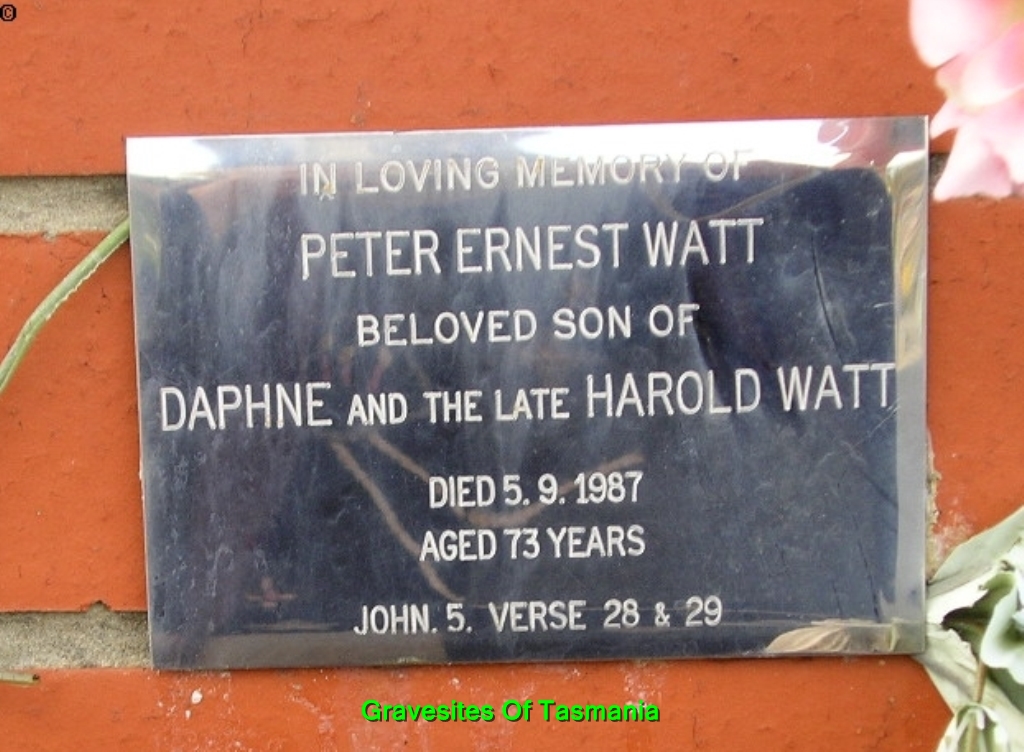 ©
IN LOVING MEMORY OF
PETER ERNEST WATT
BELOVED SON OF
DAPHNE AND THE LATE HAROLD WATT
DIED 5. 9. 1987
AGED 73 YEARS
JOHN. 5. VERSE 28 & 29
Gravesites Of Tasmania